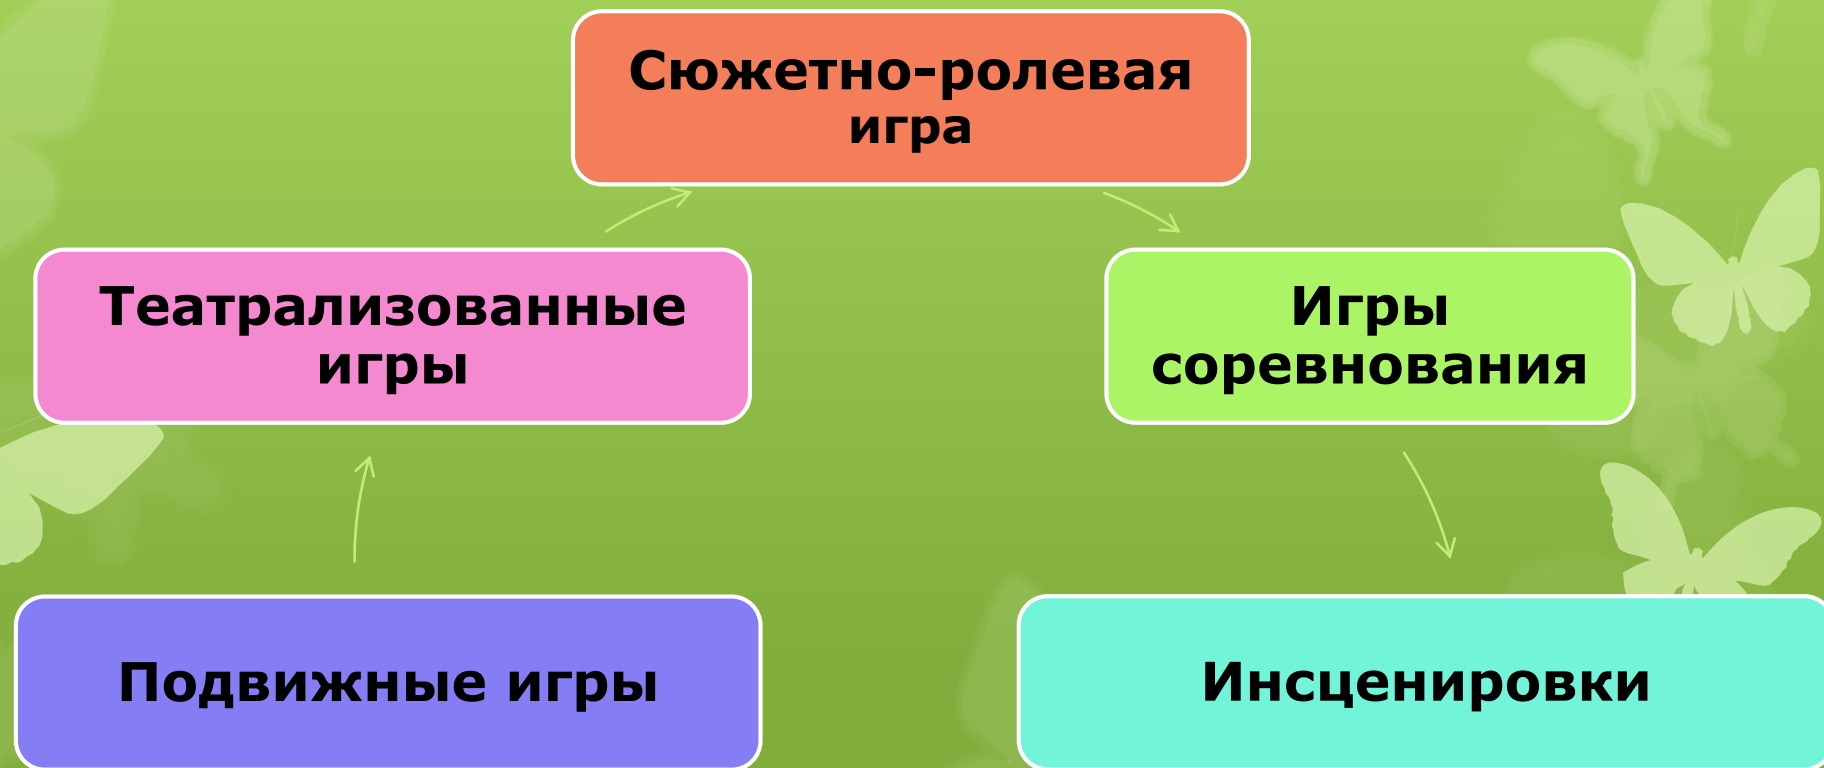 Сюжетно-ролевая
игра
Театрализованные
игры
Игры
соревнования
Подвижные игры
Инсценировки